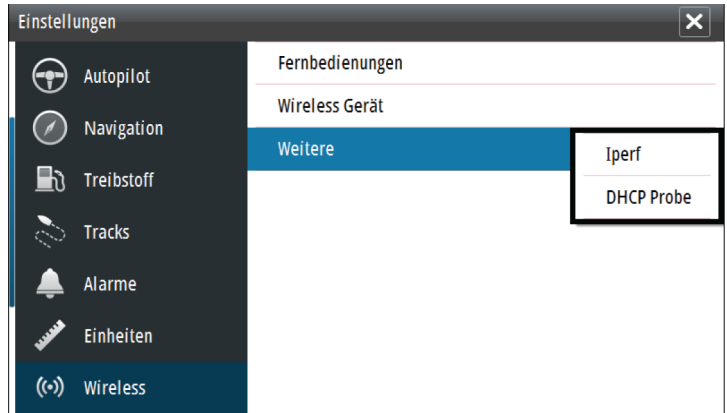 Einstellungen
Autopilot
Navigation
Treibstoff
Tracks
Alarme
Einheiten
Wireless
Fernbedienungen
Wireless Gerät
Weitere
Iperf
DHCP Probe